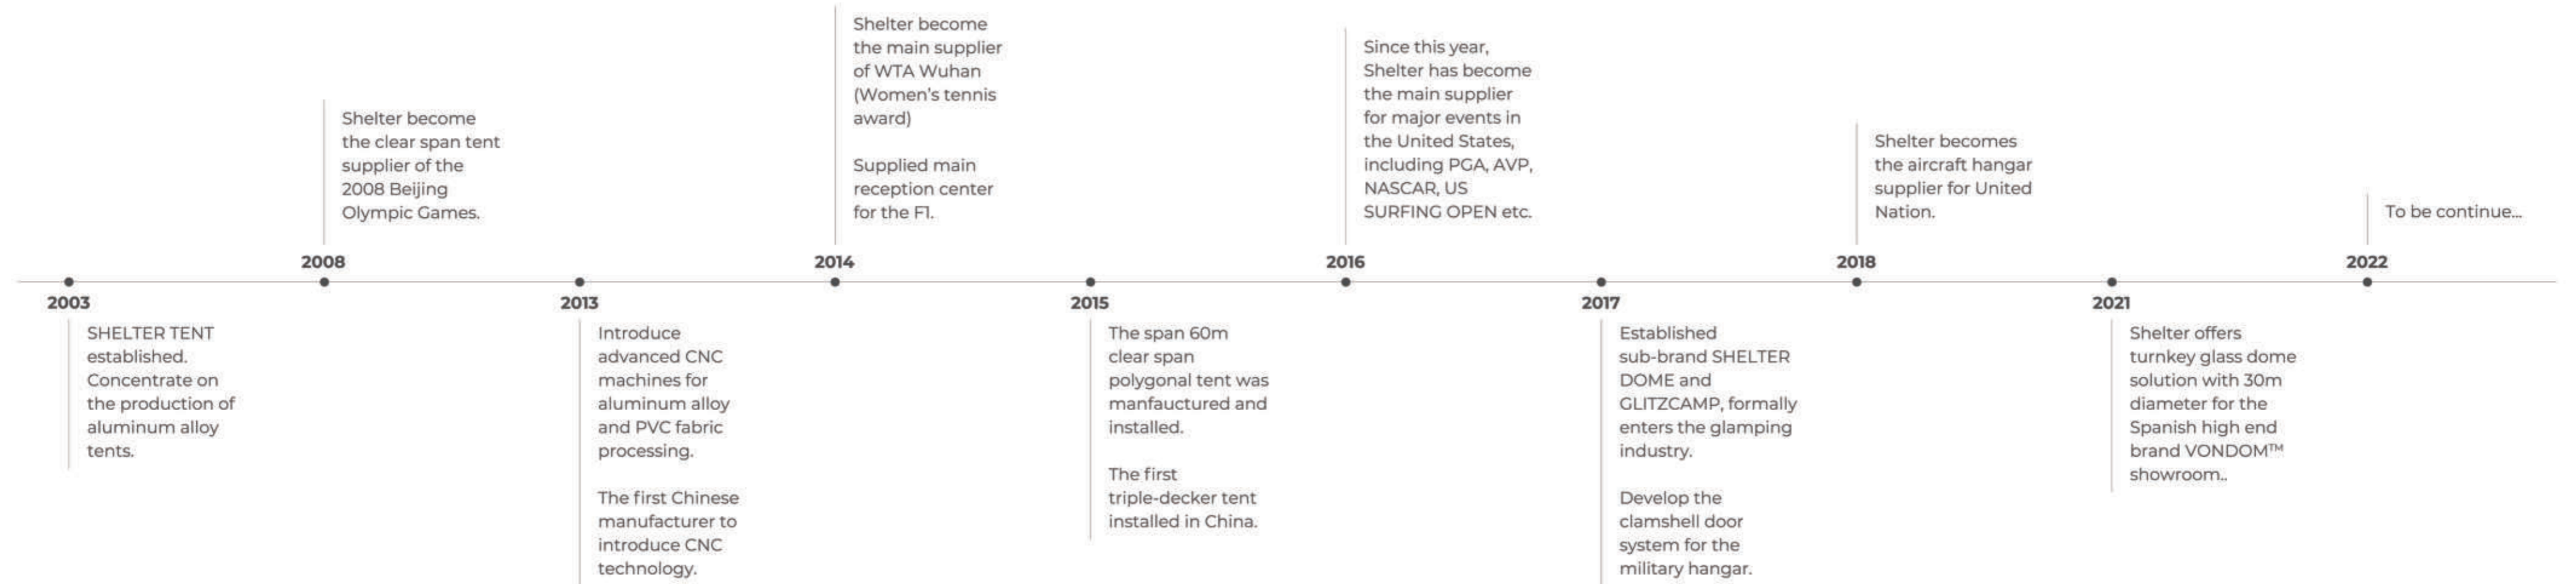 2003
SHELTER TENT
established.
Concentrate on
the production of
aluminum alloy
tents.
2008
Shelter become
the clear span tent
supplier of the
2008 Beijing
Olympic Games.
2013
Introduce
advanced CNC
machines for
aluminum alloy
and PVC fabric
processing.
The first Chinese
manufacturer to
introduce CNC
technology.
2014
Shelter become
the main supplier
of WTA Wuhan
(Women's tennis
award)
Supplied main
reception center
for the F1.
2015
The span 60m
clear span
polygonal tent was
manfauctured and
installed.
The first
triple-decker tent
installed in China.
2016
Since this year,
Shelter has become
the main supplier
for major events in
the United States,
including PGA, AVP,
NASCAR, US
SURFING OPEN etc.
2017
Established
sub-brand SHELTER
DOME and
GLITZCAMP, formally
enters the glamping
industry.
Develop the
clamshell door
system for the
military hangar.
2018
Shelter becomes
the aircraft hangar
supplier for United
Nation.
2021
Shelter offers
turnkey glass dome
solution with 30m
diameter for the
Spanish high end
brand VONDOM™
showroom..
2022
To be continue...